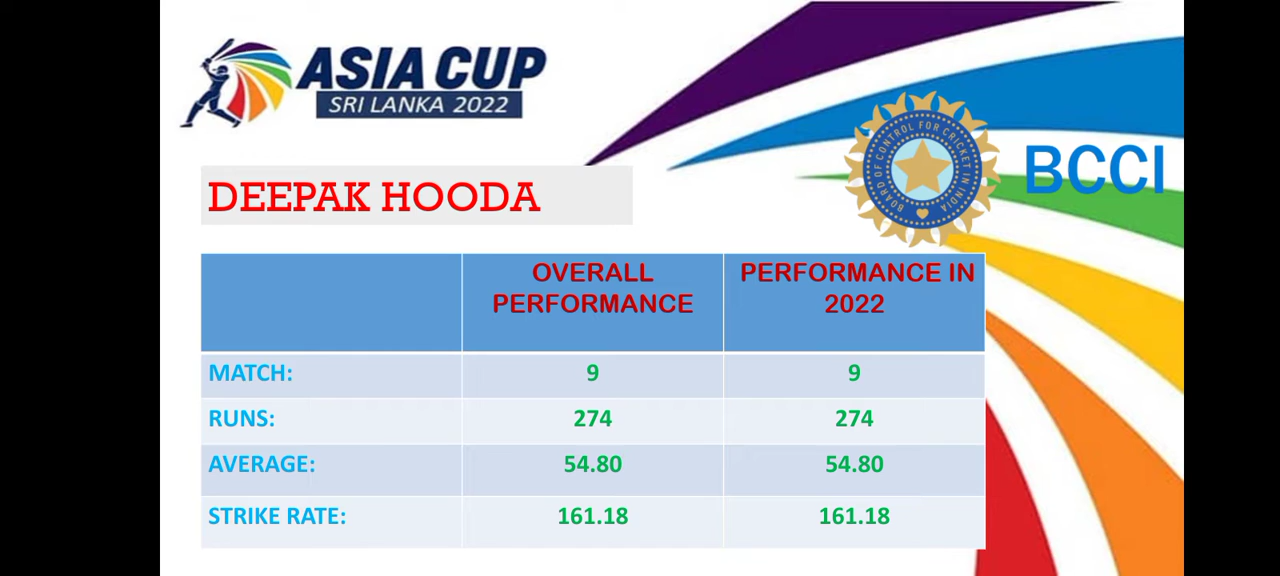 ASIA CUP
SRI LANKA 2022
BOARD OF CONTROL FOR CRICKET IN INDIA
BCCI
DEEPAK HOODA
OVERALL PERFORMANCE PERFORMANCE IN 2022
MATCH: 9 9
RUNS: 274 274
AVERAGE: 54.80 54.80
STRIKE RATE: 161.18 161.18